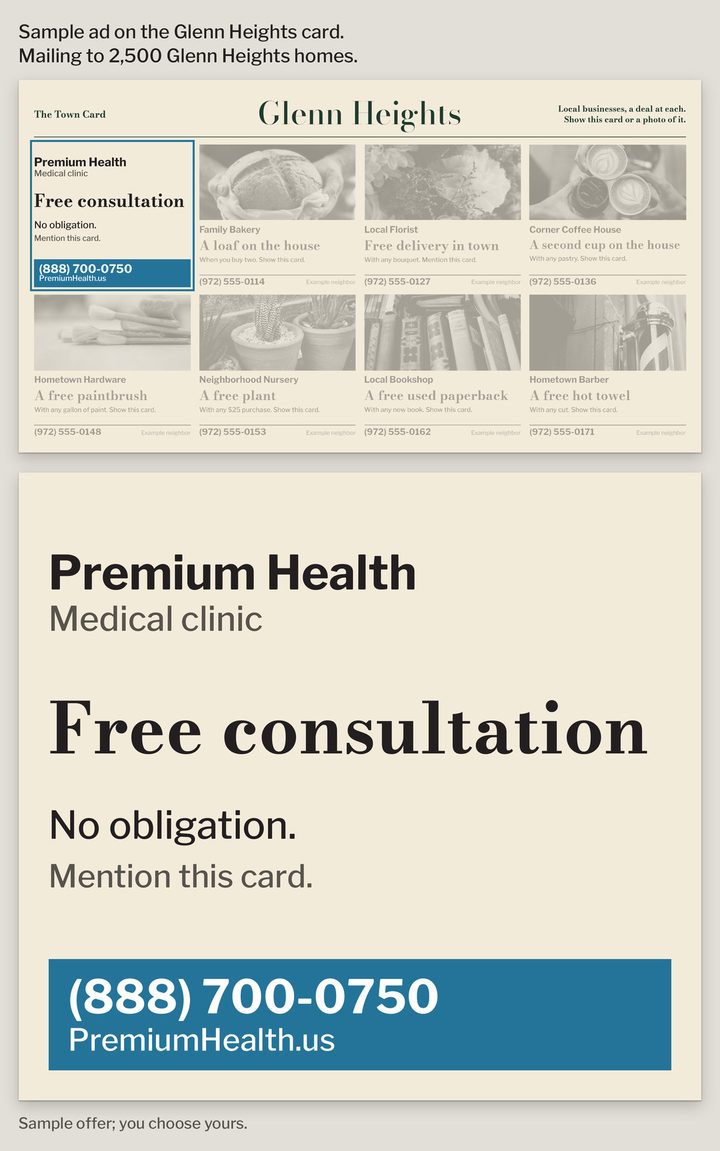 Sample ad on the Glenn Heights card.
Mailing to 2,500 Glenn Heights homes.
The Town Card
Glenn Heights
Local businesses, a deal at each.
Show this card or a photo of it.
Premium Health
Medical clinic
Free consultation
No obligation.
Mention this card.
(888) 700-0750
PremiumHealth.us
Family Bakery
A loaf on the house
When you buy two. Show this card.
(972) 555-0114 Example neighbor
Local Florist
Free delivery in town
With any bouquet. Mention this card.
(972) 555-0127 Example neighbor
Corner Coffee House
A second cup on the house
With any pastry. Show this card.
(972) 555-0136 Example neighbor
Hometown Hardware
A free paintbrush
With any gallon of paint. Show this card.
(972) 555-0148 Example neighbor
Neighborhood Nursery
A free plant
With any $25 purchase. Show this card.
(972) 555-0153 Example neighbor
Local Bookshop
A free used paperback
With any new book. Show this card.
(972) 555-0162 Example neighbor
Hometown Barber
A free hot towel
With any cut. Show this card.
(972) 555-0171 Example neighbor
Premium Health
Medical clinic
Free consultation
No obligation.
Mention this card.
(888) 700-0750
PremiumHealth.us
Sample offer; you choose yours.